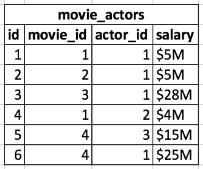 movie_actors
id movie_id actor_id salary
1 1 1 $5M
2 2 1 $5M
3 3 1 $28M
4 1 2 $4M
5 4 3 $15M
6 4 1 $25M